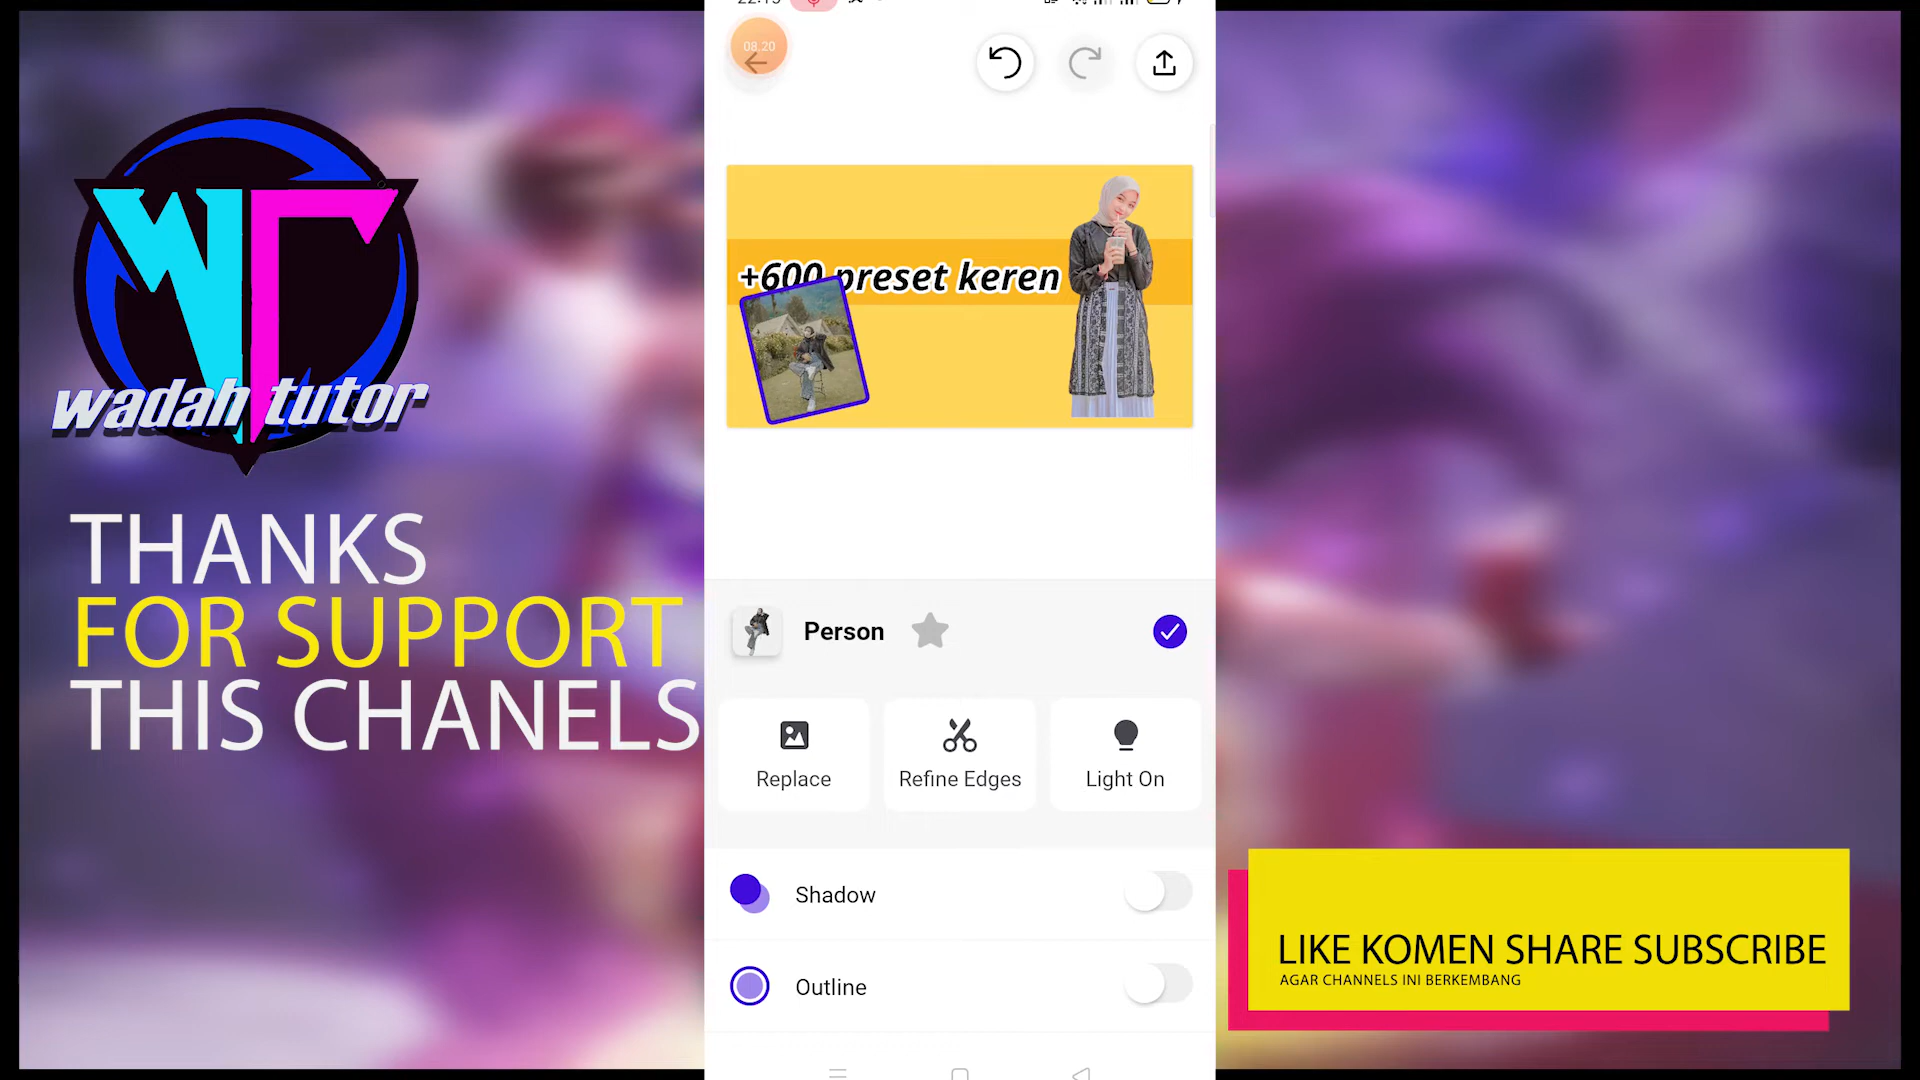 wadah tutor
THANKS
FOR SUPPORT
THIS CHANELS
08.20
+600 preset keren
Person
Replace
Refine Edges
Light On
Shadow
Outline
LIKE KOMEN SHARE SUBSCRIBE
AGAR CHANNELS INI BERKEMBANG